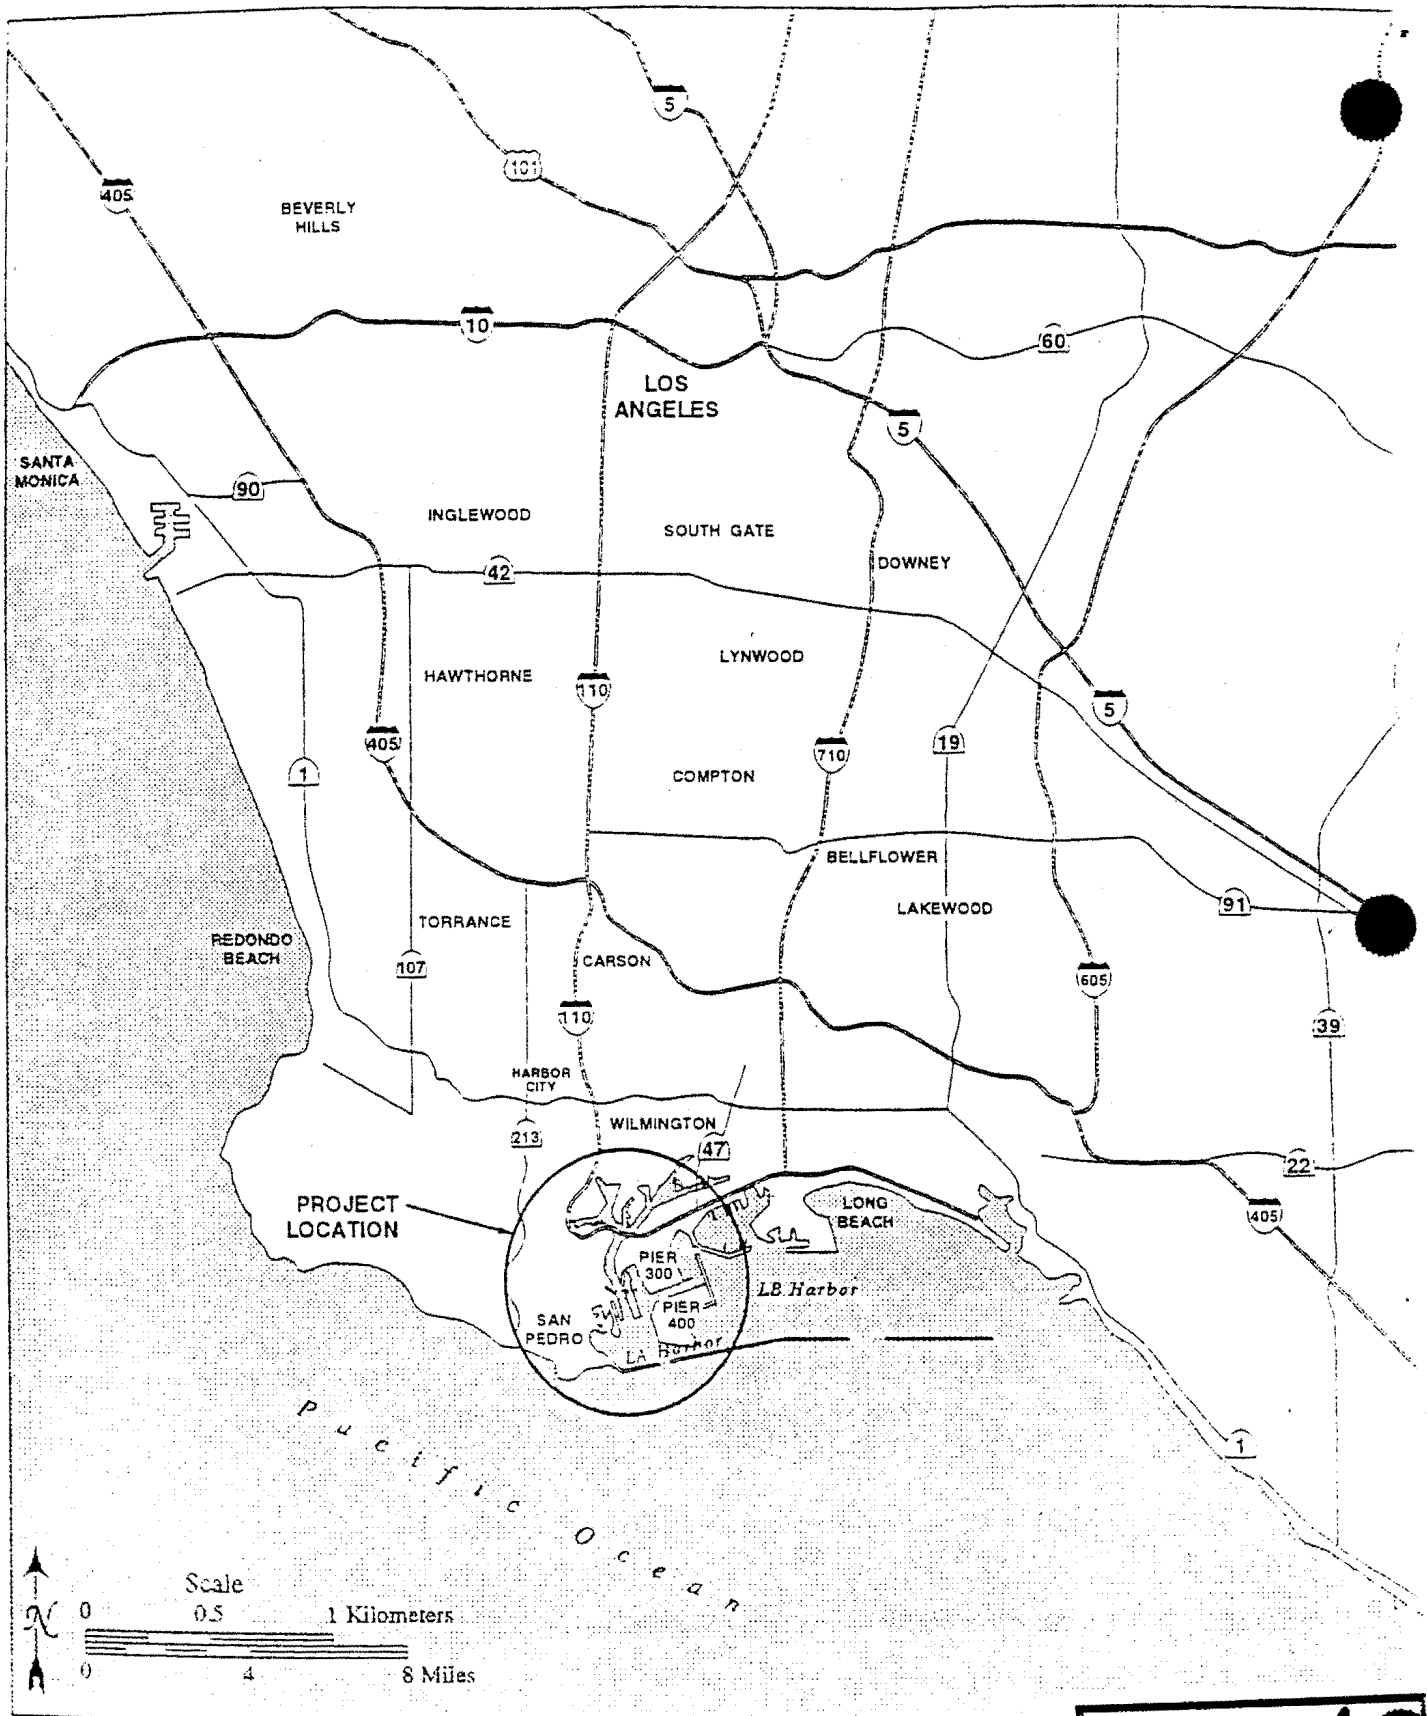 5
101
405
BEVERLY
HILLS
10
60
LOS
ANGELES
5
SANTA
MONICA
90
INGLEWOOD
SOUTH GATE
42
DOWNEY
LYNWOOD
HAWTHORNE
110
5
405
19
710
1
COMPTON
BELLFLOWER
LAKEWOOD
91
TORRANCE
REDONDO
BEACH
CARSON
107
605
110
39
HARBOR
CITY
WILMINGTON
213
47
22
PROJECT
LOCATION
LONG
BEACH
405
PIER
300
LB Harbor
PIER
400
SAN
PEDRO
LA Harbor
Pacific Ocean
1
Scale
0 0.5 1 Kilometers
N
0 4 8 Miles